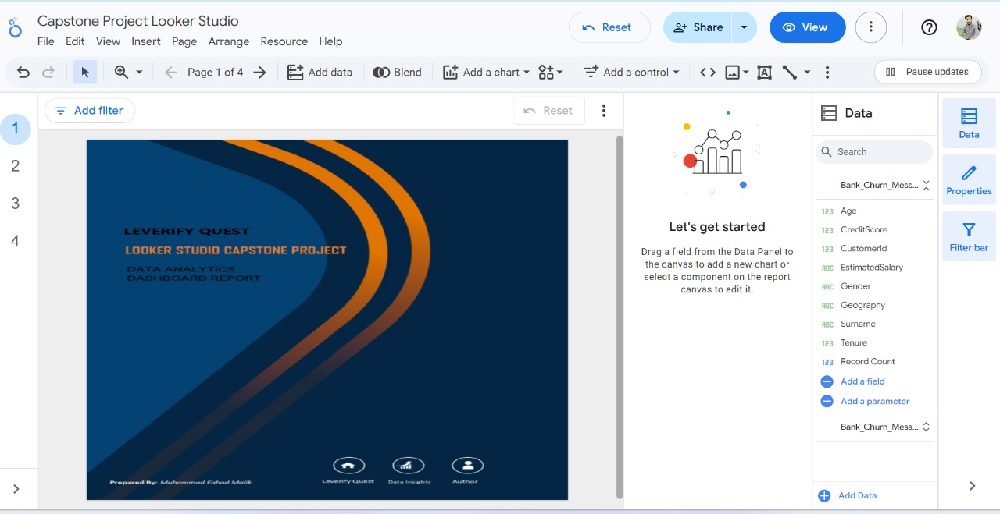 Capstone Project Looker Studio
File Edit View Insert Page Arrange Resource Help
Reset Share View
Page 1 of 4 Add data Blend Add a chart Add a control Pause updates
Add filter Reset
1
2
3
4
LEVERIFY QUEST
LOOKER STUDIO CAPSTONE PROJECT
DATA ANALYTICS
DASHBOARD REPORT
Prepared By: Muhammad Fahad Malik
Leverify Quest Data Insights Author
Let's get started
Drag a field from the Data Panel to
the canvas to add a new chart or
select a component on the report
canvas to edit it.
Data
Search
Bank_Churn_Mess...
123 Age
123 CreditScore
123 CustomerId
ABC EstimatedSalary
ABC Gender
ABC Geography
ABC Surname
123 Tenure
123 Record Count
Add a field
Add a parameter
Bank_Churn_Mess...
Add Data
Data
Properties
Filter bar